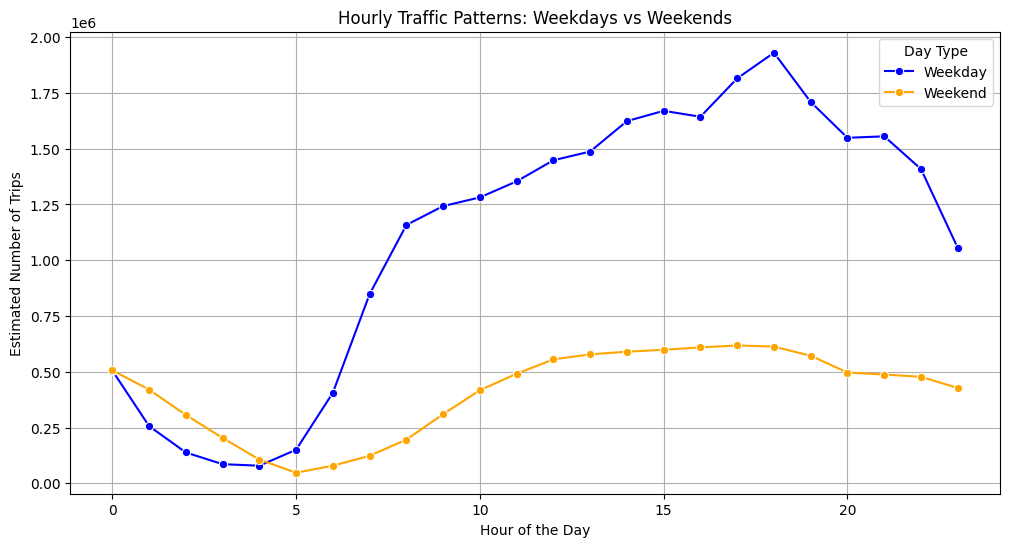 Hourly Traffic Patterns: Weekdays vs Weekends
1e6
2.00
1.75
1.50
1.25
1.00
0.75
0.50
0.25
0.00
Estimated Number of Trips
Day Type
Weekday
Weekend
0 5 10 15 20
Hour of the Day